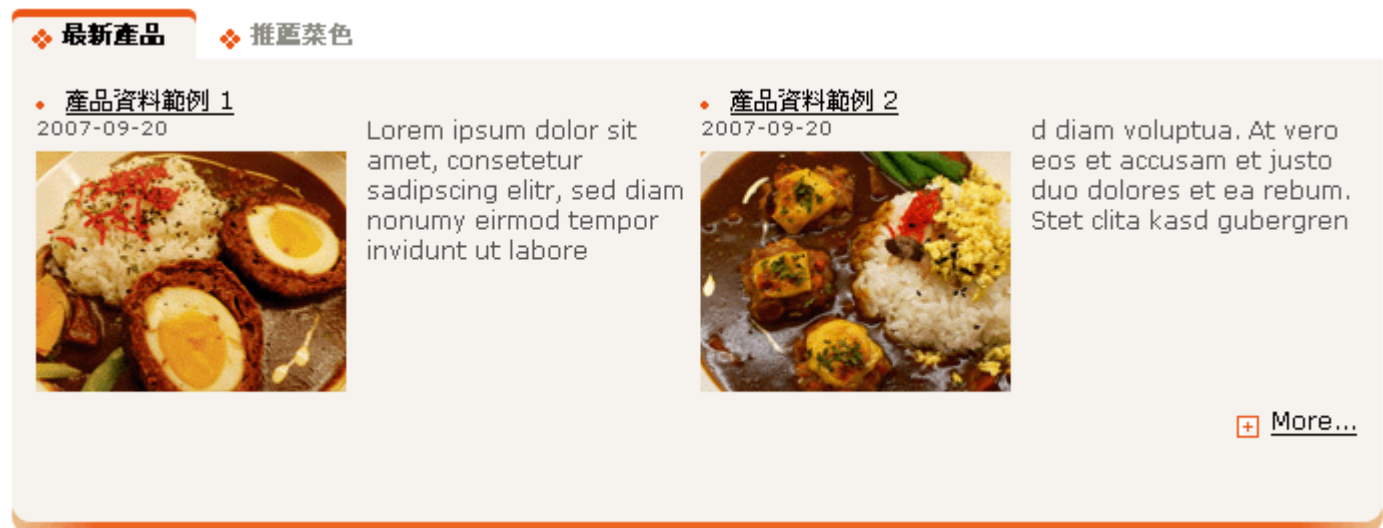 最新產品
推薦菜色
產品資料範例 1
2007-09-20
Lorem ipsum dolor sit
amet, consetetur
sadipscing elitr, sed diam
nonumy eirmod tempor
invidunt ut labore
產品資料範例 2
2007-09-20
d diam voluptua. At vero
eos et accusam et justo
duo dolores et ea rebum.
Stet clita kasd gubergren
More...